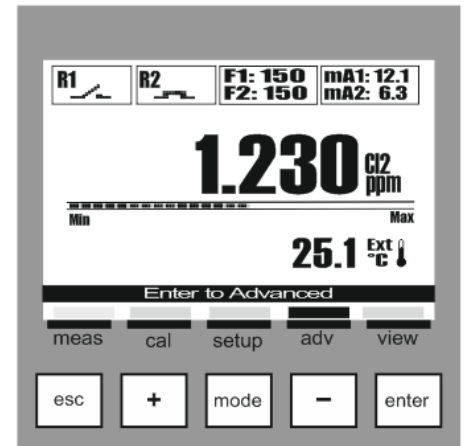 R1 R2 F1: 150 mA1: 12.1
F2: 150 mA2: 6.3
1.230 Cl2 ppm
Min Max
25.1 Ext °C
Enter to Advanced
meas cal setup adv view
esc + mode - enter